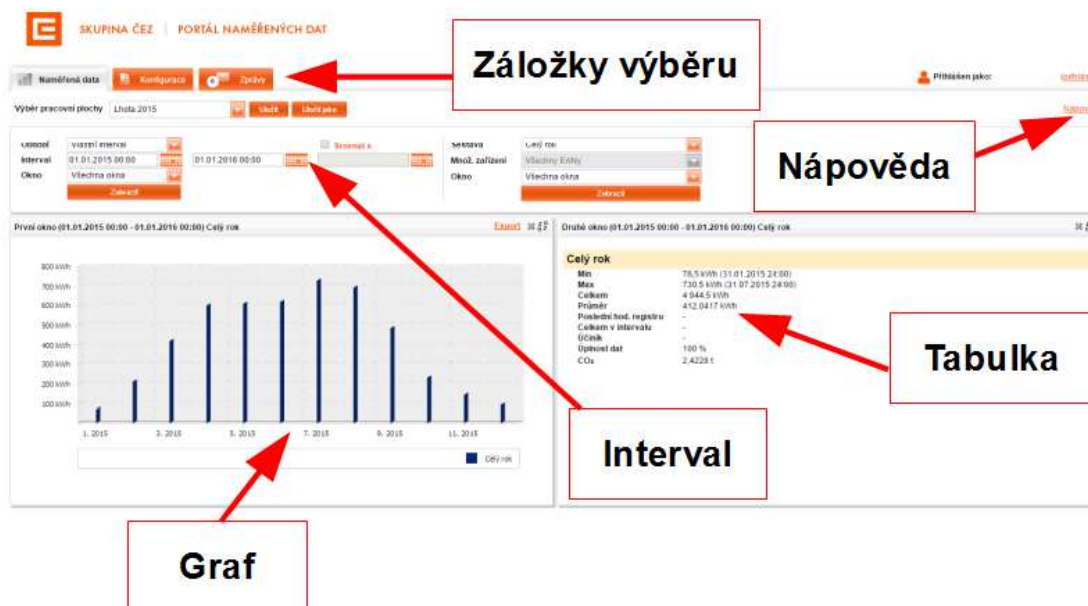 SKUPINA ČEZ | PORTÁL NAMĚŘENÝCH DAT
Záložky výběru
Naměřená data Konfigurace Zprávy
Přihlášen jako:
Výběr pracovní plochy Lhota 2015 Uložit Uložit jako
Nápověda
Období Vlastní interval Srovnat s
Interval 01.01.2015 00:00 01.01.2016 00:00
Okno Všechna okna
Zobrazit
Sestava Celý rok
Množ. zařízení Všechny EANy
Okno Všechna okna
Zobrazit
První okno (01.01.2015 00:00 - 01.01.2016 00:00) Celý rok Export
800 kWh
700 kWh
600 kWh
500 kWh
400 kWh
300 kWh
200 kWh
100 kWh
1. 2015 3. 2015 5. 2015 7. 2015 9. 2015 11. 2015
Celý rok
Druhé okno (01.01.2015 00:00 - 01.01.2016 00:00) Celý rok
Celý rok
Min 76,5 kWh (31.01.2015 24:00)
Max 730,5 kWh (31.07.2015 24:00)
Celkem 4 944,5 kWh
Průměr 412,0417 kWh
Poslední hod. registru -
Celkem v intervalu -
Účiník -
Úplnost dat 100 %
CO₂ 2,4228 t
Tabulka
Interval
Graf